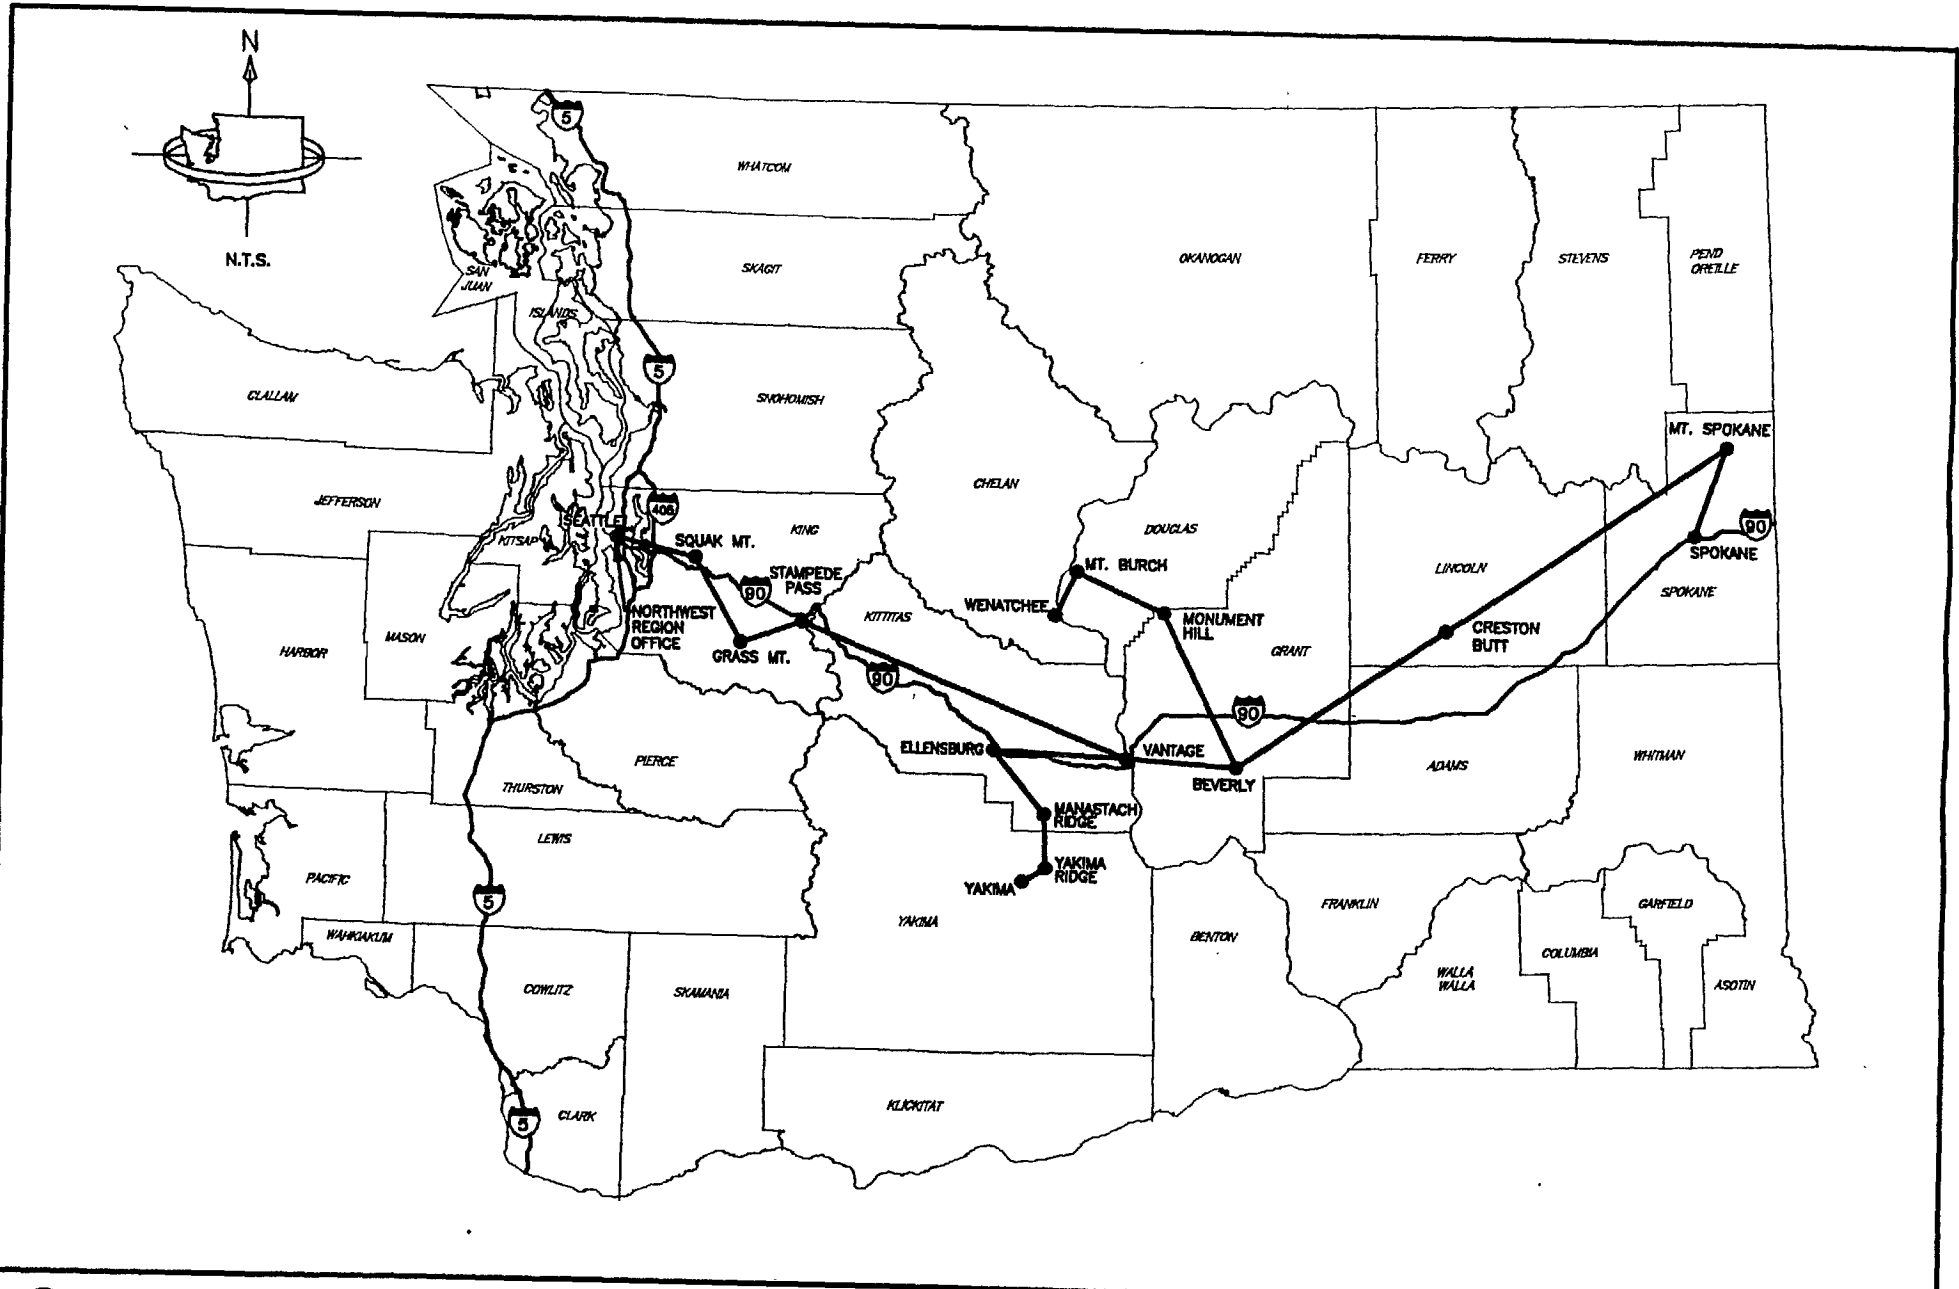 N
N.T.S.
5
WHATCOM
OKANOGAN
FERRY
STEVENS
PEND
OREILLE
SAN
JUAN
SKAGIT
ISLANDS
5
CLALLAM
SNOHOMISH
MT. SPOKANE
CHELAN
JEFFERSON
405
SEATTLE
KING
DOUGLAS
90
KITSAP
SQUAK MT.
SPOKANE
STAMPEDE
PASS
90
MT. BURCH
LINCOLN
SPOKANE
WENATCHEE
NORTHWEST
REGION
OFFICE
KITTITAS
MONUMENT
HILL
CRESTON
BUTT
MASON
HARBOR
GRASS MT.
GRANT
90
90
ELLENSBURG
VANTAGE
PIERCE
ADAMS
WHITMAN
THURSTON
BEVERLY
MANASTACH
RIDGE
LEWIS
YAKIMA
RIDGE
YAKIMA
PACIFIC
5
FRANKLIN
GARFIELD
YAKIMA
WAHKIAKUM
BENTON
COLUMBIA
WALLA
WALLA
COWLITZ
SKAMANIA
ASOTIN
KLICKITAT
CLARK
5